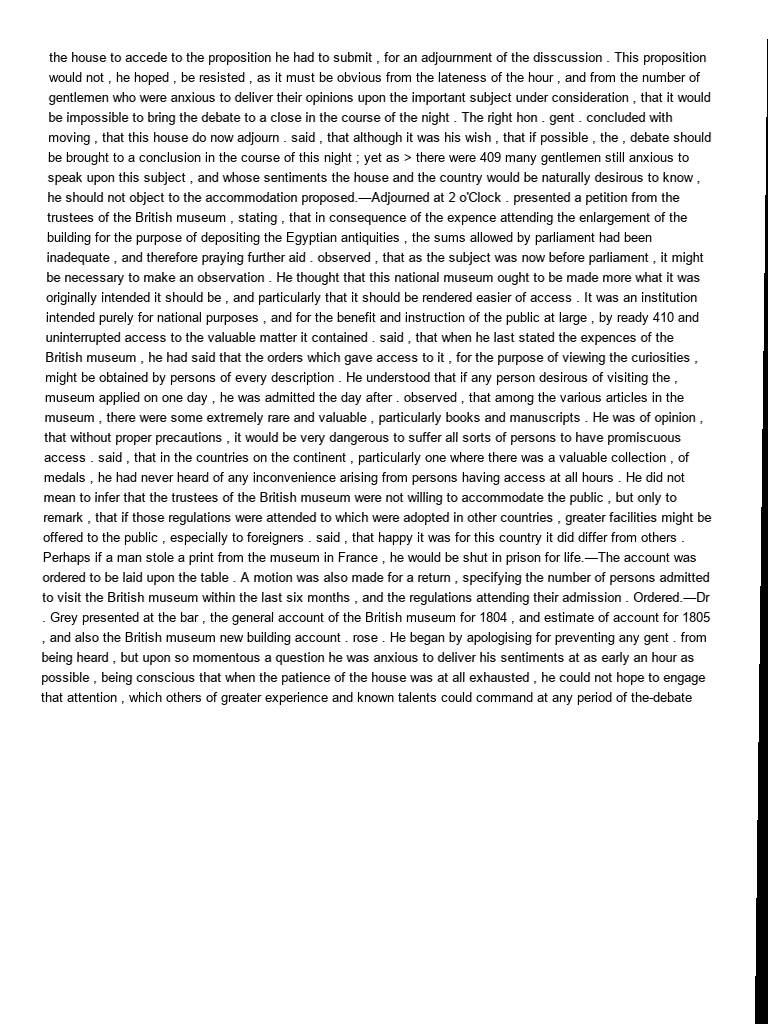 the house to accede to the proposition he had to submit , for an adjournment of the disscussion . This proposition
would not , he hoped , be resisted , as it must be obvious from the lateness of the hour , and from the number of
gentlemen who were anxious to deliver their opinions upon the important subject under consideration , that it would
be impossible to bring the debate to a close in the course of the night . The right hon . gent . concluded with
moving , that this house do now adjourn . said , that although it was his wish , that if possible , the , debate should
be brought to a conclusion in the course of this night ; yet as > there were 409 many gentlemen still anxious to
speak upon this subject , and whose sentiments the house and the country would be naturally desirous to know ,
he should not object to the accommodation proposed.—Adjourned at 2 o'Clock . presented a petition from the
trustees of the British museum , stating , that in consequence of the expence attending the enlargement of the
building for the purpose of depositing the Egyptian antiquities , the sums allowed by parliament had been
inadequate , and therefore praying further aid . observed , that as the subject was now before parliament , it might
be necessary to make an observation . He thought that this national museum ought to be made more what it was
originally intended it should be , and particularly that it should be rendered easier of access . It was an institution
intended purely for national purposes , and for the benefit and instruction of the public at large , by ready 410 and
uninterrupted access to the valuable matter it contained . said , that when he last stated the expences of the
British museum , he had said that the orders which gave access to it , for the purpose of viewing the curiosities ,
might be obtained by persons of every description . He understood that if any person desirous of visiting the ,
museum applied on one day , he was admitted the day after . observed , that among the various articles in the
museum , there were some extremely rare and valuable , particularly books and manuscripts . He was of opinion ,
that without proper precautions , it would be very dangerous to suffer all sorts of persons to have promiscuous
access . said , that in the countries on the continent , particularly one where there was a valuable collection , of
medals , he had never heard of any inconvenience arising from persons having access at all hours . He did not
mean to infer that the trustees of the British museum were not willing to accommodate the public , but only to
remark , that if those regulations were attended to which were adopted in other countries , greater facilities might be
offered to the public , especially to foreigners . said , that happy it was for this country it did differ from others .
Perhaps if a man stole a print from the museum in France , he would be shut in prison for life.—The account was
ordered to be laid upon the table . A motion was also made for a return , specifying the number of persons admitted
to visit the British museum within the last six months , and the regulations attending their admission . Ordered.—Dr
. Grey presented at the bar , the general account of the British museum for 1804 , and estimate of account for 1805
, and also the British museum new building account . rose . He began by apologising for preventing any gent . from
being heard , but upon so momentous a question he was anxious to deliver his sentiments at as early an hour as
possible , being conscious that when the patience of the house was at all exhausted , he could not hope to engage
that attention , which others of greater experience and known talents could command at any period of the-debate